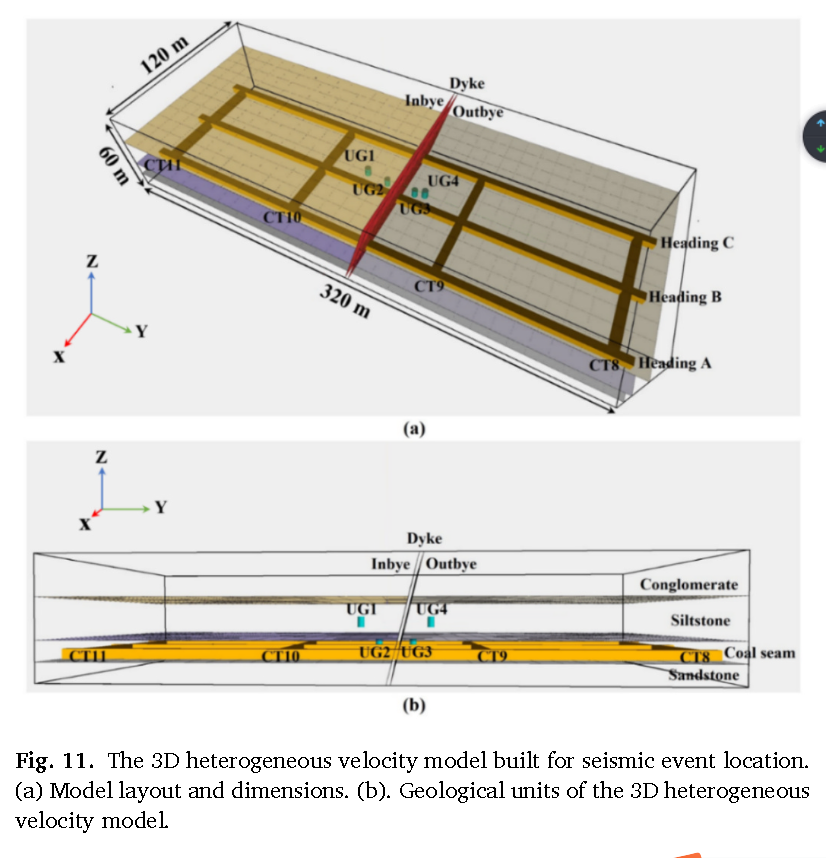 120 m
Dyke
Inbye
Outbye
60 m
CT11
UG1
UG2
UG4
UG3
CT10
Z
Y
X
320 m
CT9
Heading C
Heading B
CT8
Heading A
(a)
Z
Y
X
Dyke
Inbye
Outbye
Conglomerate
UG1
UG4
Siltstone
CT11
CT10
UG2
UG3
CT9
CT8
Coal seam
Sandstone
(b)
Fig. 11. The 3D heterogeneous velocity model built for seismic event location.
(a) Model layout and dimensions. (b). Geological units of the 3D heterogeneous
velocity model.